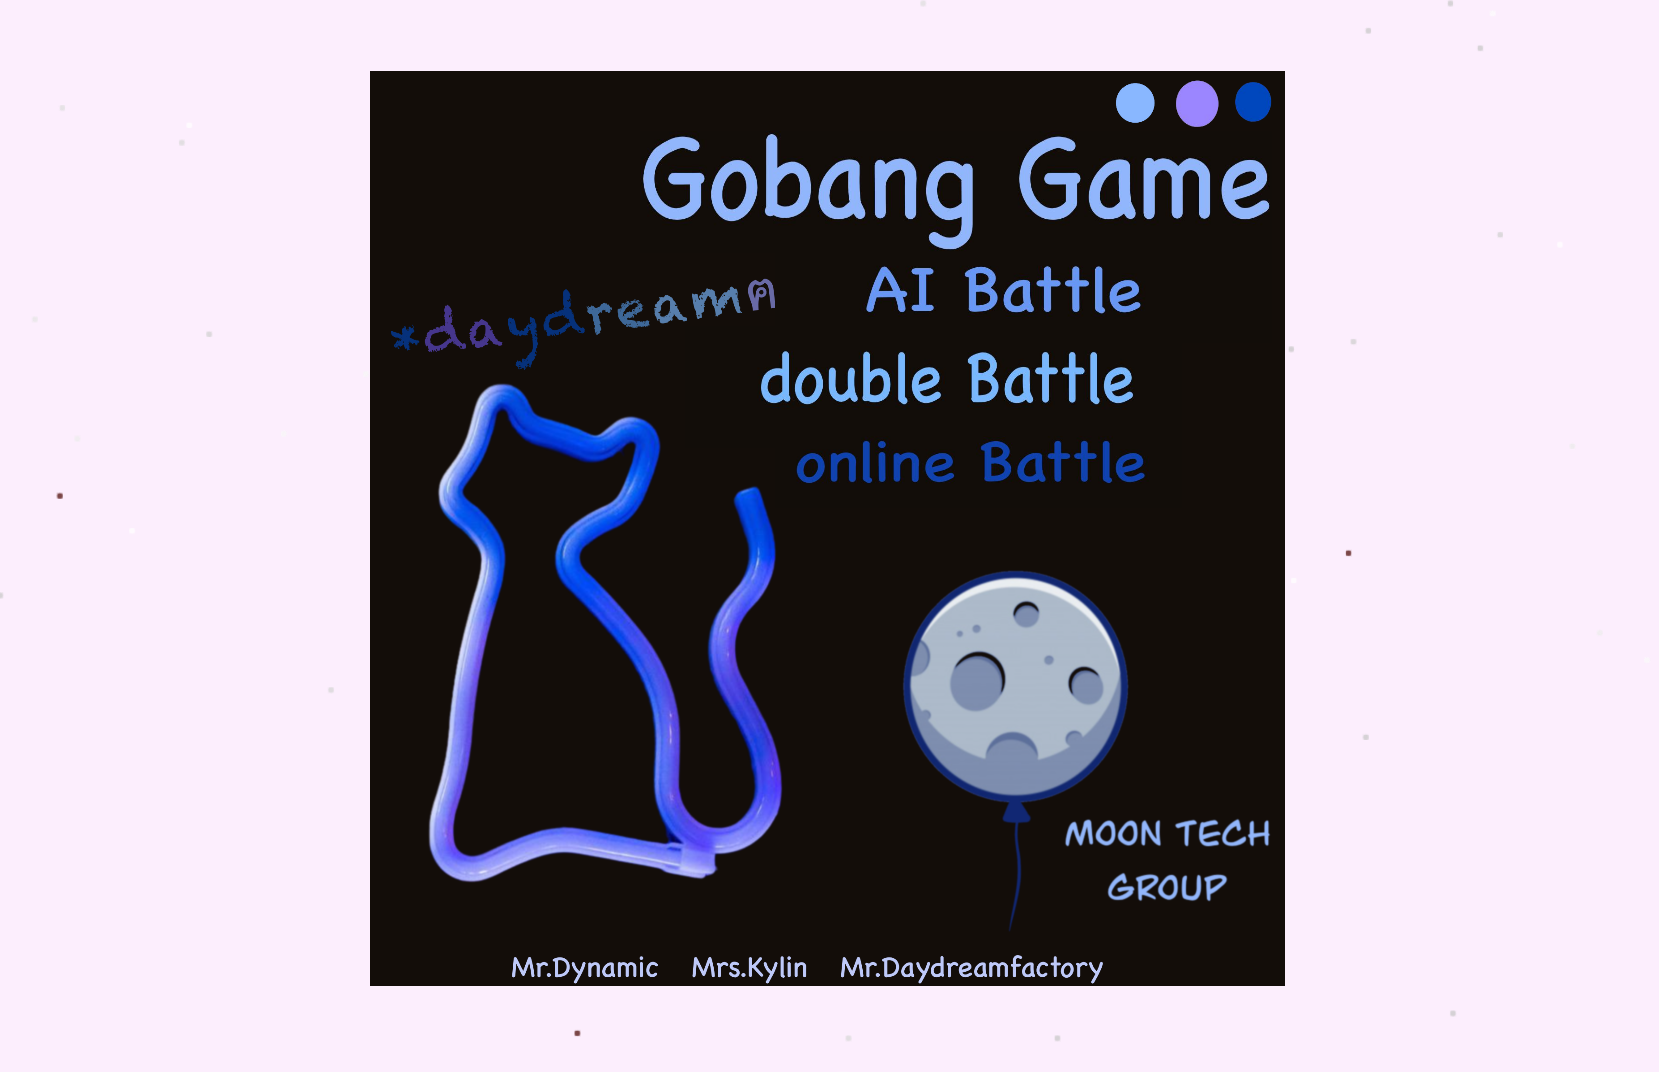 Gobang Game
AI Battle
*daydream
double Battle
online Battle
MOON TECH
GROUP
Mr.Dynamic Mrs.Kylin Mr.Daydreamfactory